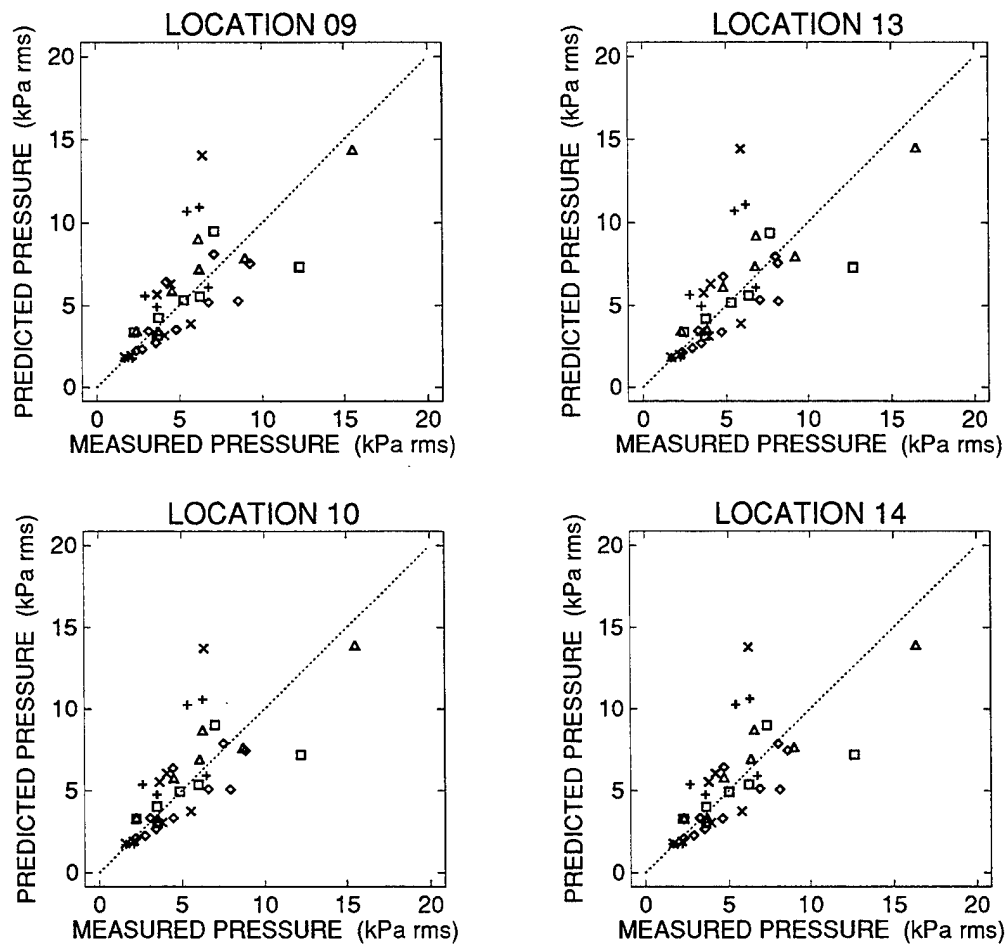 LOCATION 09
PREDICTED PRESSURE (kPa rms)
20
15
10
5
0
0 5 10 15 20
MEASURED PRESSURE (kPa rms)
LOCATION 13
PREDICTED PRESSURE (kPa rms)
20
15
10
5
0
0 5 10 15 20
MEASURED PRESSURE (kPa rms)
LOCATION 10
PREDICTED PRESSURE (kPa rms)
20
15
10
5
0
0 5 10 15 20
MEASURED PRESSURE (kPa rms)
LOCATION 14
PREDICTED PRESSURE (kPa rms)
20
15
10
5
0
0 5 10 15 20
MEASURED PRESSURE (kPa rms)